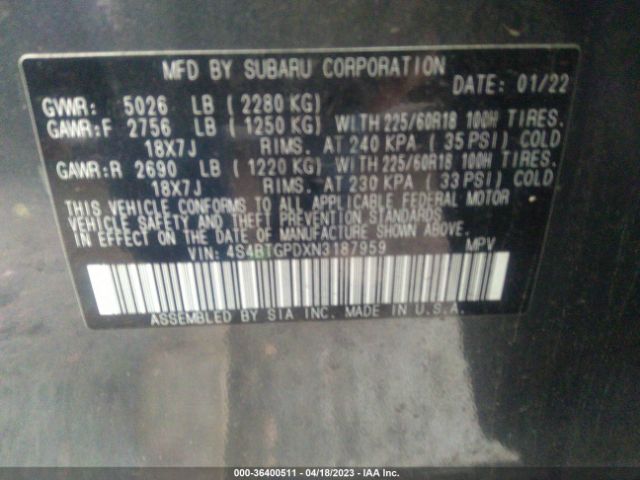 MFD BY SUBARU CORPORATION
DATE: 01/22
GVWR: 5026 LB ( 2280 KG)
GAWR:F 2756 LB ( 1250 KG) WITH 225/60R18 100H TIRES.
18X7J RIMS. AT 240 KPA ( 35 PSI) COLD
GAWR:R 2690 LB ( 1220 KG) WITH 225/60R18 100H TIRES.
18X7J RIMS. AT 230 KPA ( 33 PSI) COLD
THIS VEHICLE CONFORMS TO ALL APPLICABLE FEDERAL MOTOR
VEHICLE SAFETY AND THEFT PREVENTION STANDARDS
IN EFFECT ON THE DATE OF MANUFACTURE SHOWN ABOVE.
VIN: 4S4BTGPDXN3187959 MPV
ASSEMBLED BY SIA INC. MADE IN U.S.A.
000-36400511 - 04/18/2023 - IAA Inc.